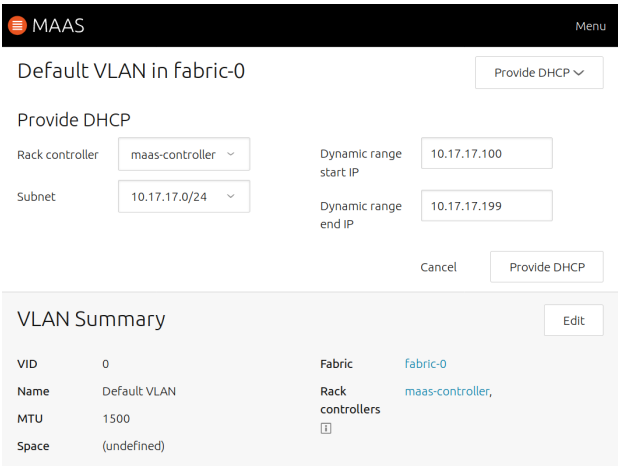 MAAS
Menu
Default VLAN in fabric-0
Provide DHCP
Provide DHCP
Rack controller
maas-controller
Subnet
10.17.17.0/24
Dynamic range
start IP
10.17.17.100
Dynamic range
end IP
10.17.17.199
Cancel
Provide DHCP
VLAN Summary
Edit
VID
0
Name
Default VLAN
MTU
1500
Space
(undefined)
Fabric
fabric-0
Rack
controllers
maas-controller,
i